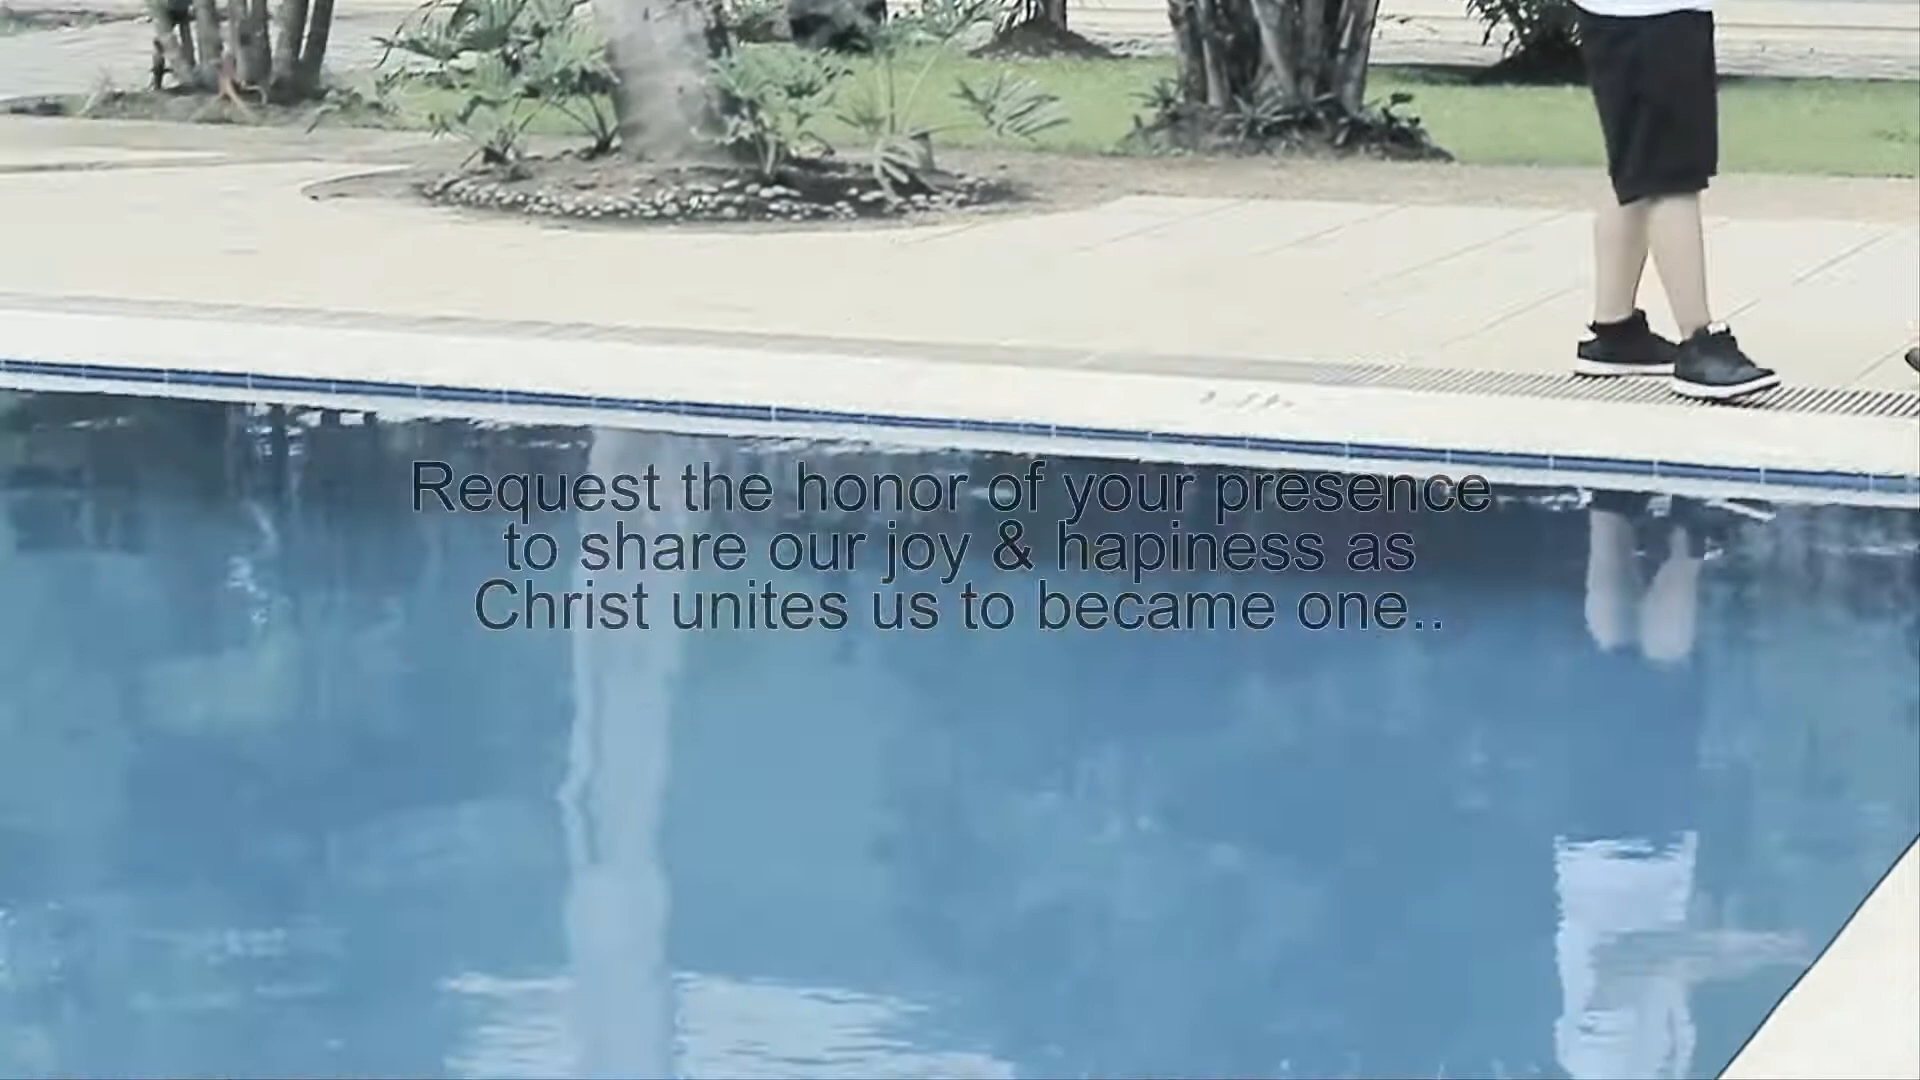 Request the honor of your presence
to share our joy & hapiness as
Christ unites us to became one..